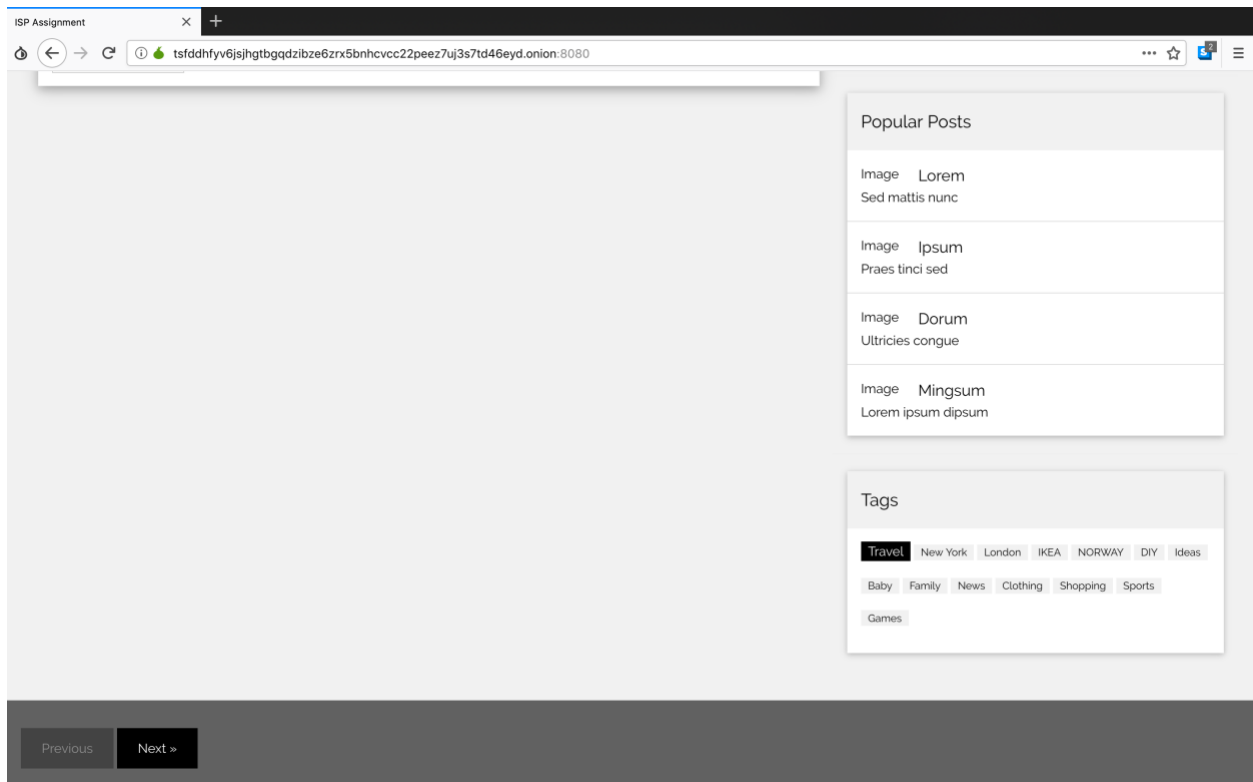 ISP Assignment
tsfddhfyv6jsjhgtbgqdzibze6zrx5bnhcvcc22peez7uj3s7td46eyd.onion:8080
2
Popular Posts
Image Lorem
Sed mattis nunc
Image Ipsum
Praes tinci sed
Image Dorum
Ultricies congue
Image Mingsum
Lorem ipsum dipsum
Tags
Travel New York London IKEA NORWAY DIY Ideas
Baby Family News Clothing Shopping Sports
Games
Previous Next »